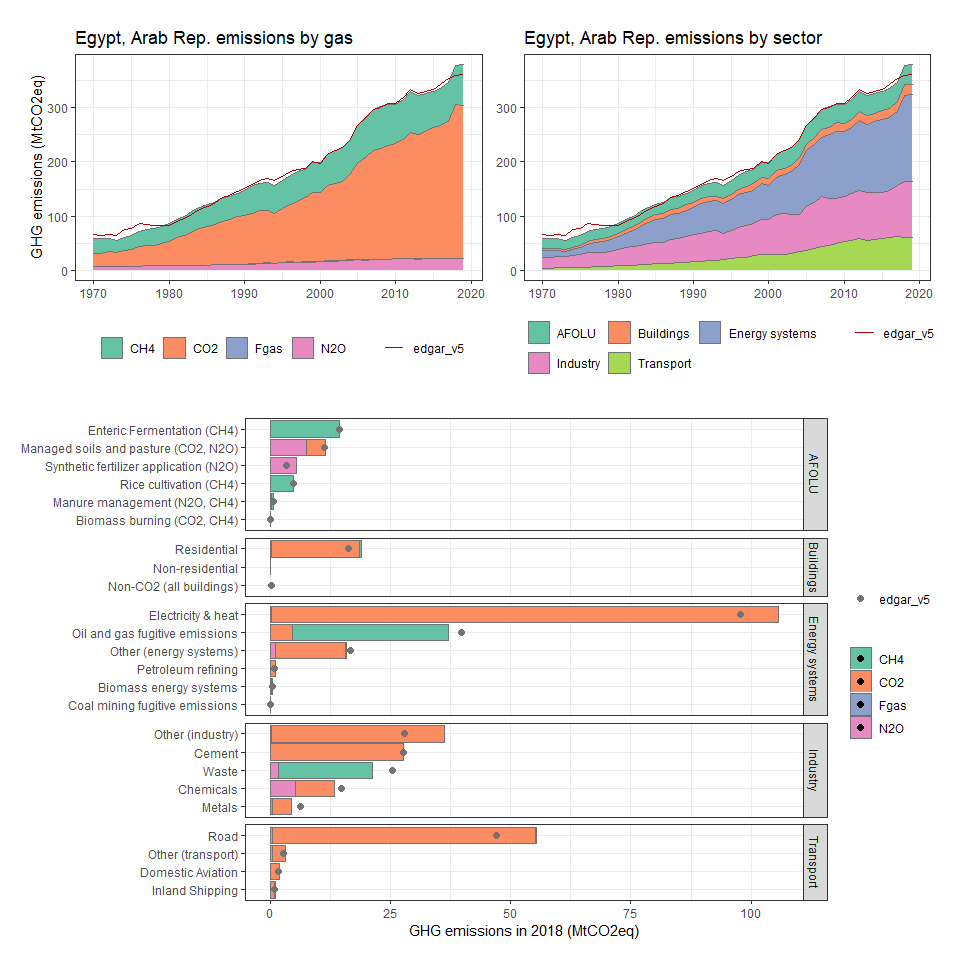 Egypt, Arab Rep. emissions by gas
GHG emissions (MtCO2eq)
300
200
100
0
1970 1980 1990 2000 2010 2020
CH4 CO2 Fgas N2O edgar_v5
Egypt, Arab Rep. emissions by sector
300
200
100
0
1970 1980 1990 2000 2010 2020
AFOLU Buildings Energy systems edgar_v5
Industry Transport
Enteric Fermentation (CH4)
Managed soils and pasture (CO2, N2O)
Synthetic fertilizer application (N2O)
Rice cultivation (CH4)
Manure management (N2O, CH4)
Biomass burning (CO2, CH4)
AFOLU
Residential
Non-residential
Non-CO2 (all buildings)
Buildings
Electricity & heat
Oil and gas fugitive emissions
Other (energy systems)
Petroleum refining
Biomass energy systems
Coal mining fugitive emissions
Energy systems
Other (industry)
Cement
Waste
Chemicals
Metals
Industry
Road
Other (transport)
Domestic Aviation
Inland Shipping
Transport
0 25 50 75 100
GHG emissions in 2018 (MtCO2eq)
edgar_v5
CH4
CO2
Fgas
N2O